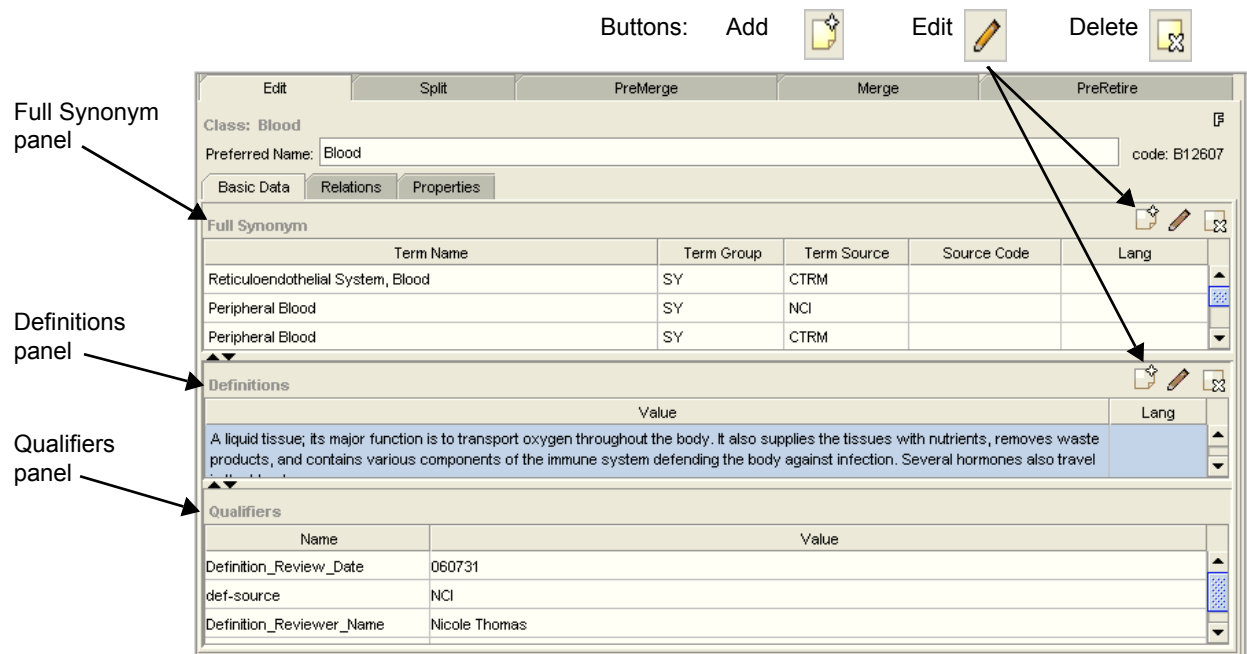 Buttons: Add Edit Delete
Edit Split PreMerge Merge PreRetire
Full Synonym
panel
Class: Blood
Preferred Name: Blood code: B12607
Basic Data Relations Properties
Full Synonym
Term Name Term Group Term Source Source Code Lang
Reticuloendothelial System, Blood SY CTRM
Peripheral Blood SY NCI
Peripheral Blood SY CTRM
Definitions
panel
Definitions
Value Lang
A liquid tissue; its major function is to transport oxygen throughout the body. It also supplies the tissues with nutrients, removes waste
products, and contains various components of the immune system defending the body against infection. Several hormones also travel
Qualifiers
panel
Qualifiers
Name Value
Definition_Review_Date 060731
def-source NCI
Definition_Reviewer_Name Nicole Thomas